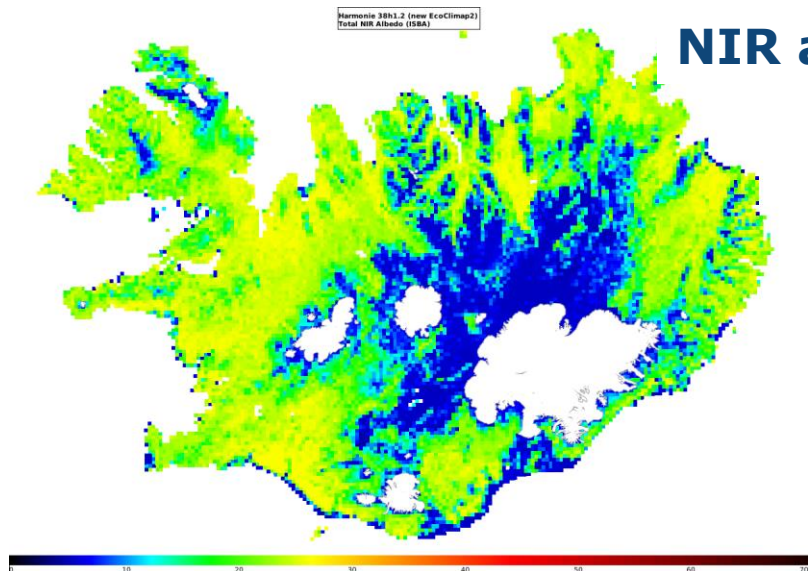 Harmonie 38h1.2 (new EcoClimap2)
Total NIR Albedo (ISBA)
NIR a
0 10 20 30 40 50 60 70